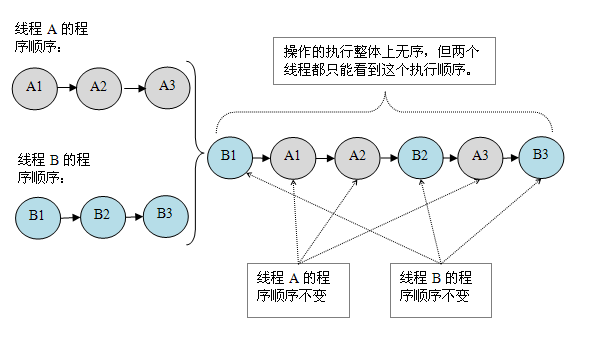 线程 A 的程
序顺序：
A1 A2 A3
线程 B 的程
序顺序：
B1 B2 B3
操作的执行整体上无序，但两个
线程都只能看到这个执行顺序。
B1 A1 A2 B2 A3 B3
线程 A 的程
序顺序不变
线程 B 的程
序顺序不变